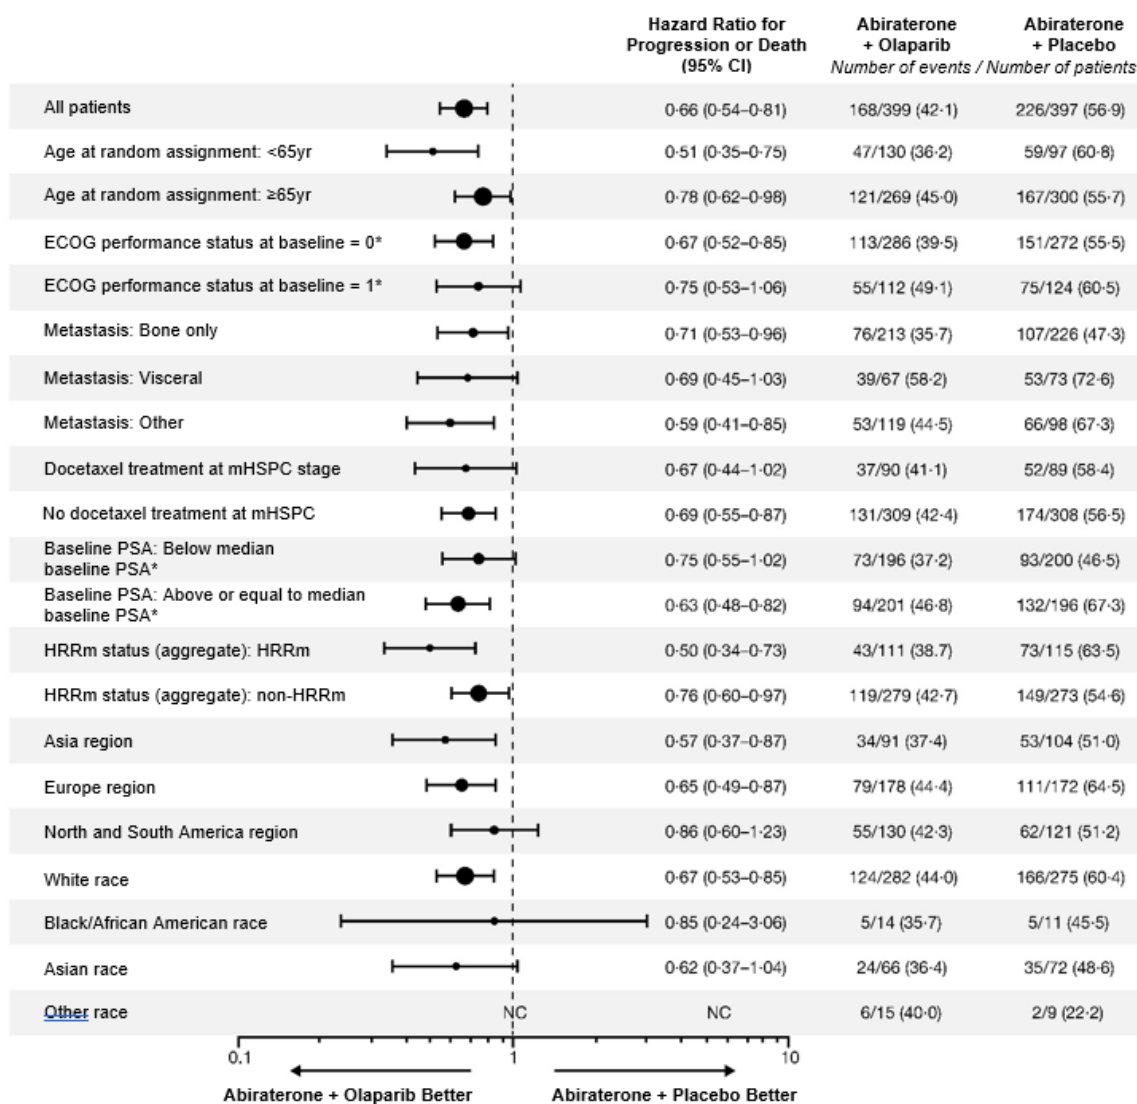 Hazard Ratio for Abiraterone Abiraterone
Progression or Death + Olaparib + Placebo
(95% CI) Number of events / Number of patients
All patients 0·66 (0·54–0·81) 168/399 (42·1) 226/397 (56·9)
Age at random assignment: <65yr 0·51 (0·35–0·75) 47/130 (36·2) 59/97 (60·8)
Age at random assignment: ≥65yr 0·78 (0·62–0·98) 121/269 (45·0) 167/300 (55·7)
ECOG performance status at baseline = 0* 0·67 (0·52–0·85) 113/286 (39·5) 151/272 (55·5)
ECOG performance status at baseline = 1* 0·75 (0·53–1·06) 55/112 (49·1) 75/124 (60·5)
Metastasis: Bone only 0·71 (0·53–0·96) 76/213 (35·7) 107/226 (47·3)
Metastasis: Visceral 0·69 (0·45–1·03) 39/67 (58·2) 53/73 (72·6)
Metastasis: Other 0·59 (0·41–0·85) 53/119 (44·5) 66/98 (67·3)
Docetaxel treatment at mHSPC stage 0·67 (0·44–1·02) 37/90 (41·1) 52/89 (58·4)
No docetaxel treatment at mHSPC 0·69 (0·55–0·87) 131/309 (42·4) 174/308 (56·5)
Baseline PSA: Below median
baseline PSA* 0·75 (0·55–1·02) 73/196 (37·2) 93/200 (46·5)
Baseline PSA: Above or equal to median
baseline PSA* 0·63 (0·48–0·82) 94/201 (46·8) 132/196 (67·3)
HRRm status (aggregate): HRRm 0·50 (0·34–0·73) 43/111 (38.7) 73/115 (63·5)
HRRm status (aggregate): non-HRRm 0·76 (0·60–0·97) 119/279 (42·7) 149/273 (54·6)
Asia region 0·57 (0·37–0·87) 34/91 (37·4) 53/104 (51·0)
Europe region 0·65 (0·49–0·87) 79/178 (44·4) 111/172 (64·5)
North and South America region 0·86 (0·60–1·23) 55/130 (42·3) 62/121 (51·2)
White race 0·67 (0·53–0·85) 124/282 (44·0) 166/275 (60·4)
Black/African American race 0·85 (0·24–3·06) 5/14 (35·7) 5/11 (45·5)
Asian race 0·62 (0·37–1·04) 24/66 (36·4) 35/72 (48·6)
Other race NC NC 6/15 (40·0) 2/9 (22·2)
0.1 1 10
Abiraterone + Olaparib Better Abiraterone + Placebo Better